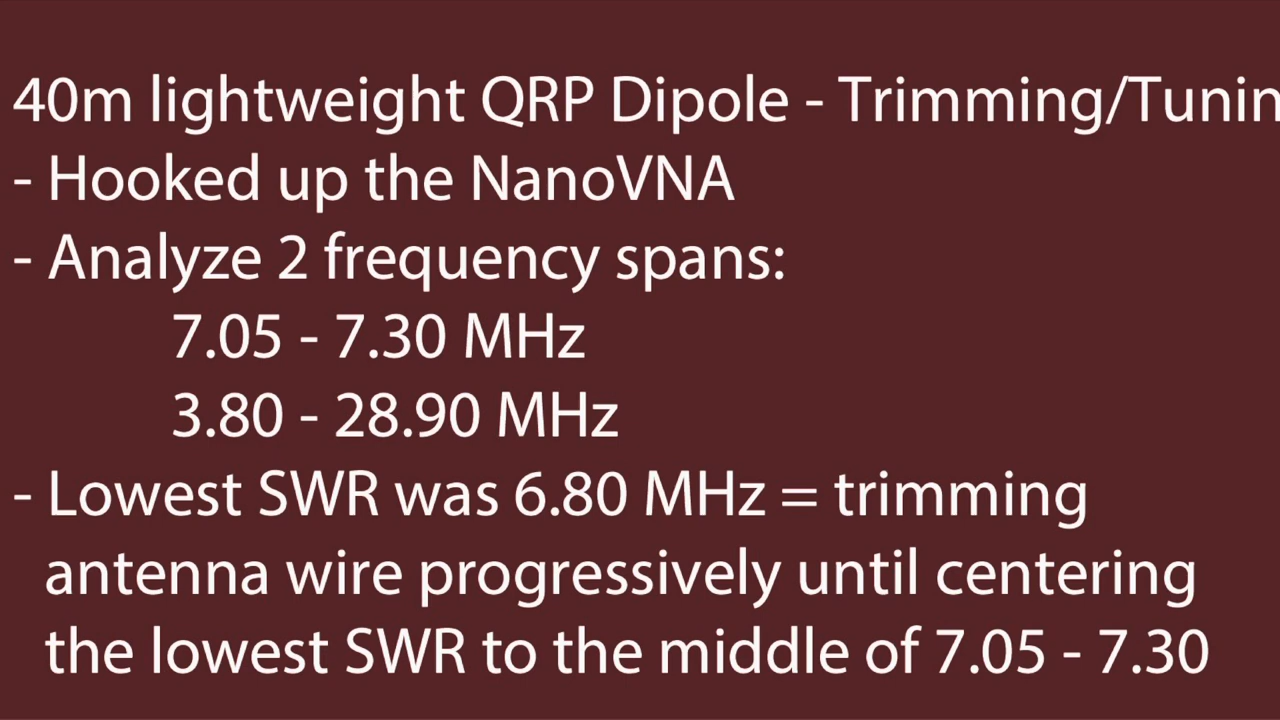 40m lightweight QRP Dipole - Trimming/Tunin
- Hooked up the NanoVNA
- Analyze 2 frequency spans:
7.05 - 7.30 MHz
3.80 - 28.90 MHz
- Lowest SWR was 6.80 MHz = trimming
antenna wire progressively until centering
the lowest SWR to the middle of 7.05 - 7.30